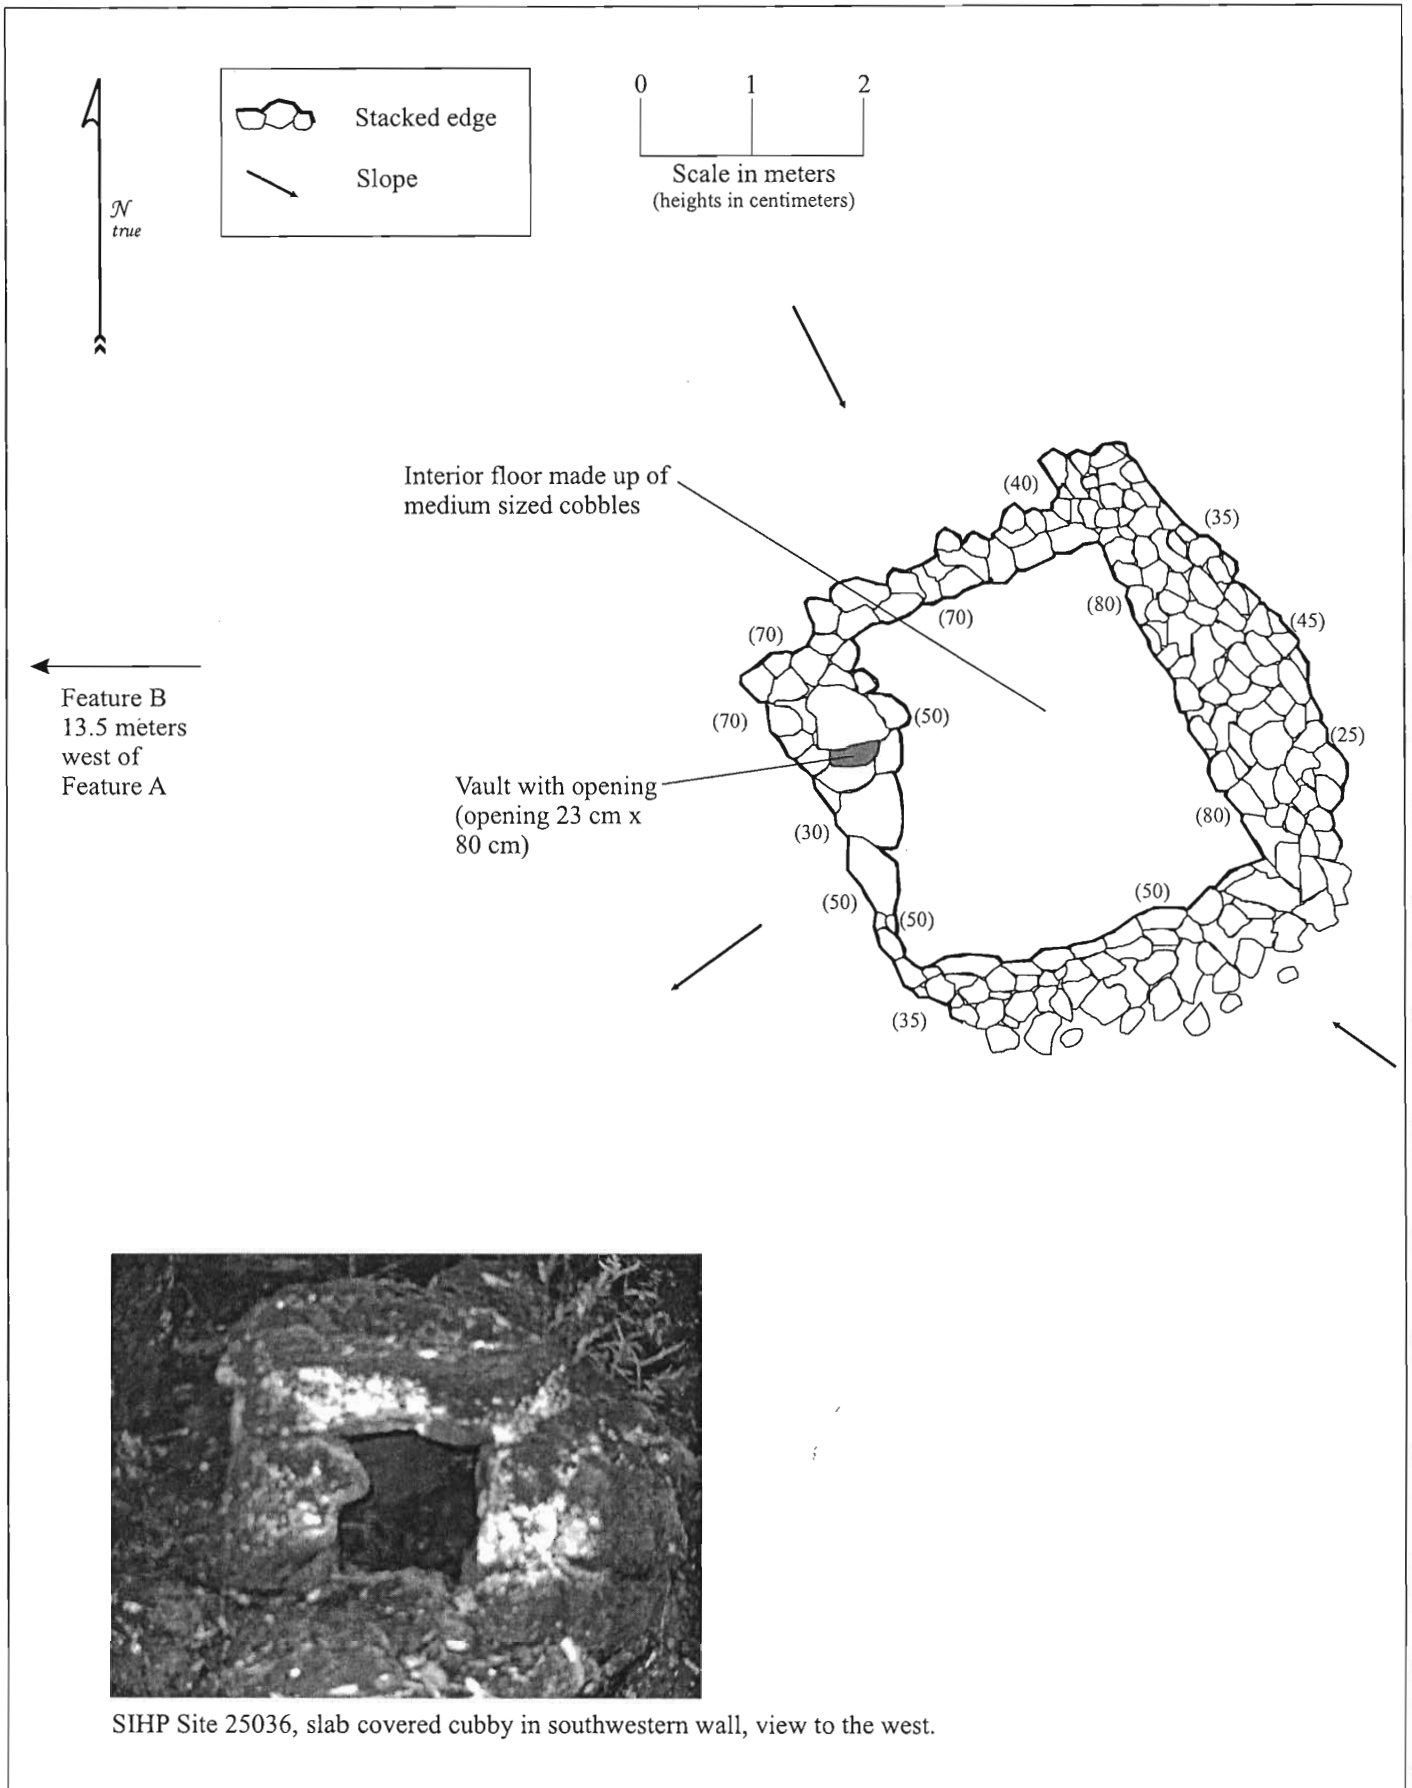 0 1 2
Stacked edge
Slope
Scale in meters
(heights in centimeters)
N
true
Interior floor made up of
medium sized cobbles
(40)
(35)
(80)
(45)
(70)
(70)
(70)
(50)
(25)
Feature B
13.5 meters
west of
Feature A
Vault with opening
(opening 23 cm x
80 cm)
(30)
(80)
(50)
(50)
(50)
(35)
SIHP Site 25036, slab covered cubby in southwestern wall, view to the west.